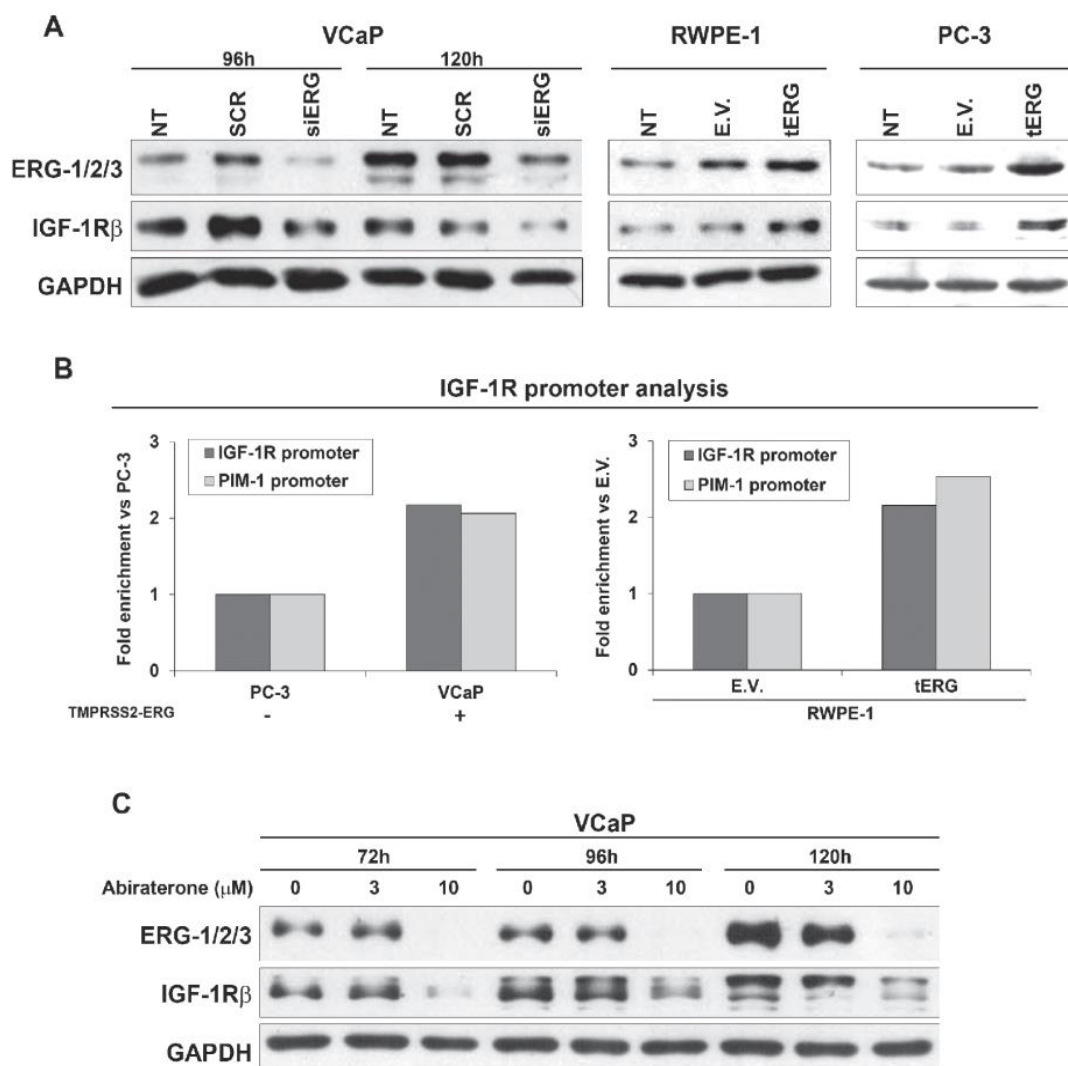 A
VCaP RWPE-1 PC-3
96h 120h
NT SCR siERG NT SCR siERG NT E.V. tERG NT E.V. tERG
ERG-1/2/3
IGF-1Rβ
GAPDH
B
IGF-1R promoter analysis
Fold enrichment vs PC-3
3
2
1
0
IGF-1R promoter
PIM-1 promoter
PC-3 VCaP
TMPRSS2-ERG - +
Fold enrichment vs E.V.
3
2
1
0
IGF-1R promoter
PIM-1 promoter
E.V. tERG
RWPE-1
C
VCaP
72h 96h 120h
Abiraterone (μM) 0 3 10 0 3 10 0 3 10
ERG-1/2/3
IGF-1Rβ
GAPDH